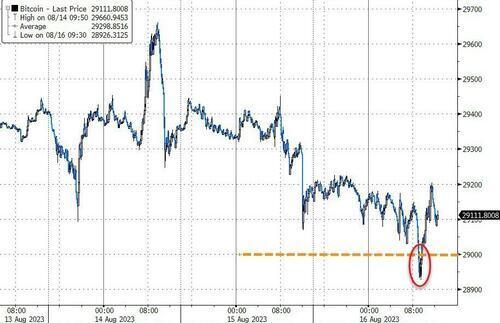 Bitcoin - Last Price 29111.8008
High on 08/14 09:50 29660.9453
Average 29298.8516
Low on 08/16 09:30 28926.3125
29700
29600
29500
29400
29300
29200
29111.8008
29100
29000
28900
08:00 00:00 08:00 00:00 08:00 00:00 08:00
13 Aug 2023 14 Aug 2023 15 Aug 2023 16 Aug 2023